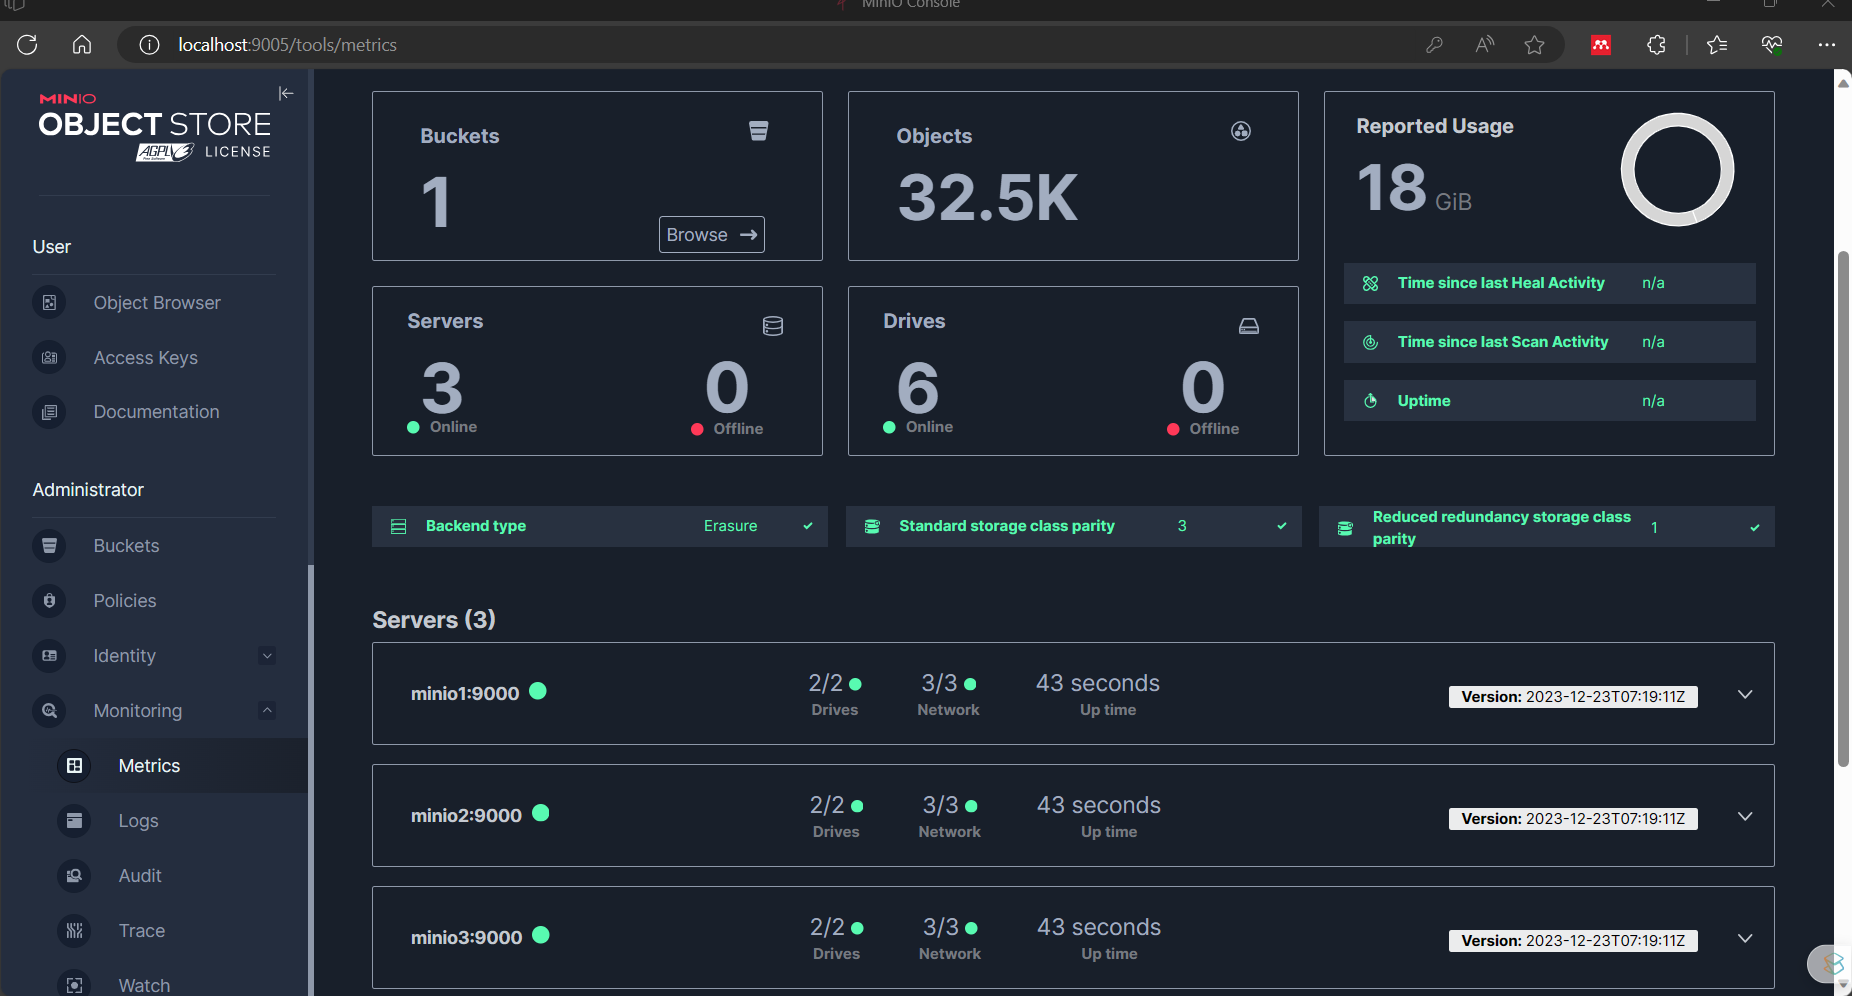 MinIO Console
localhost:9005/tools/metrics
MINIO
OBJECT STORE
AGPL V3 LICENSE
User
Object Browser
Access Keys
Documentation
Administrator
Buckets
Policies
Identity
Monitoring
Metrics
Logs
Audit
Trace
Watch
Buckets
1
Browse →
Objects
32.5K
Reported Usage
18 GiB
Time since last Heal Activity n/a
Time since last Scan Activity n/a
Uptime n/a
Servers
3 0
Online Offline
Drives
6 0
Online Offline
Backend type Erasure
Standard storage class parity 3
Reduced redundancy storage class
parity 1
Servers (3)
minio1:9000 2/2 3/3 43 seconds Version: 2023-12-23T07:19:11Z
Drives Network Up time
minio2:9000 2/2 3/3 43 seconds Version: 2023-12-23T07:19:11Z
Drives Network Up time
minio3:9000 2/2 3/3 43 seconds Version: 2023-12-23T07:19:11Z
Drives Network Up time